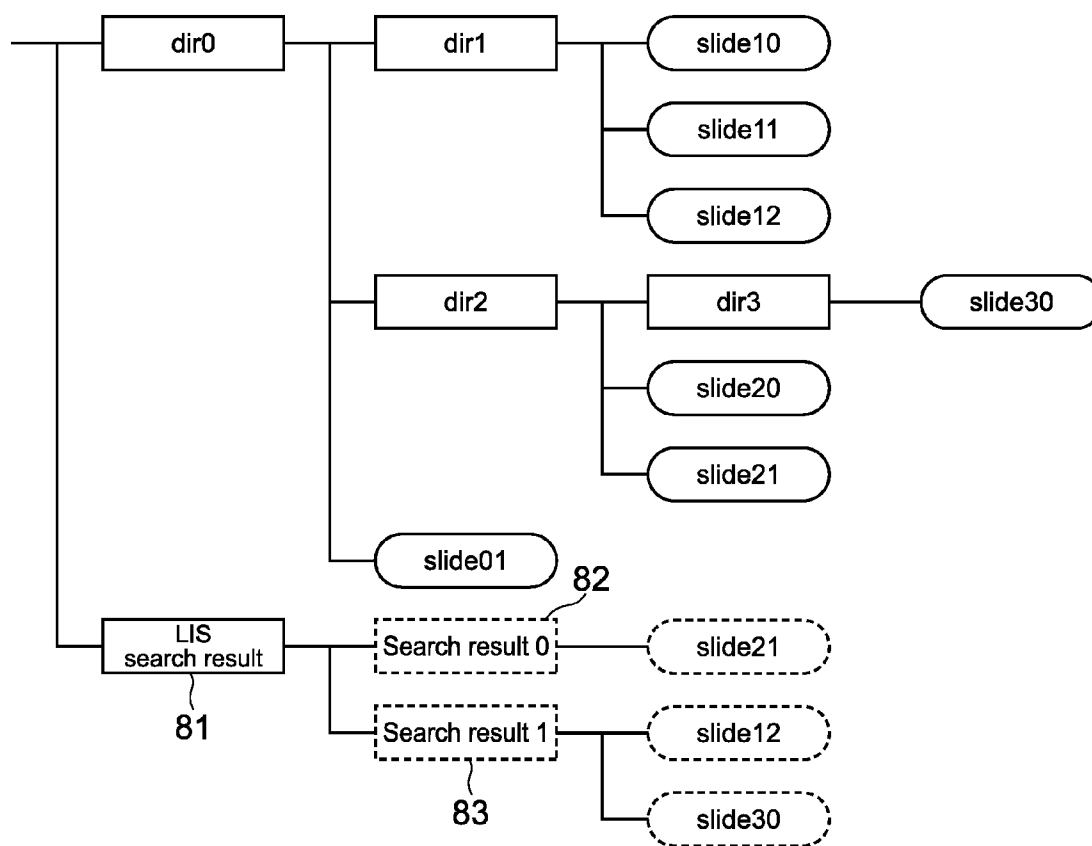 dir0
dir1
slide10
slide11
slide12
dir2
dir3
slide30
slide20
slide21
slide01
82
LIS
search result
Search result 0
slide21
81
Search result 1
slide12
83
slide30